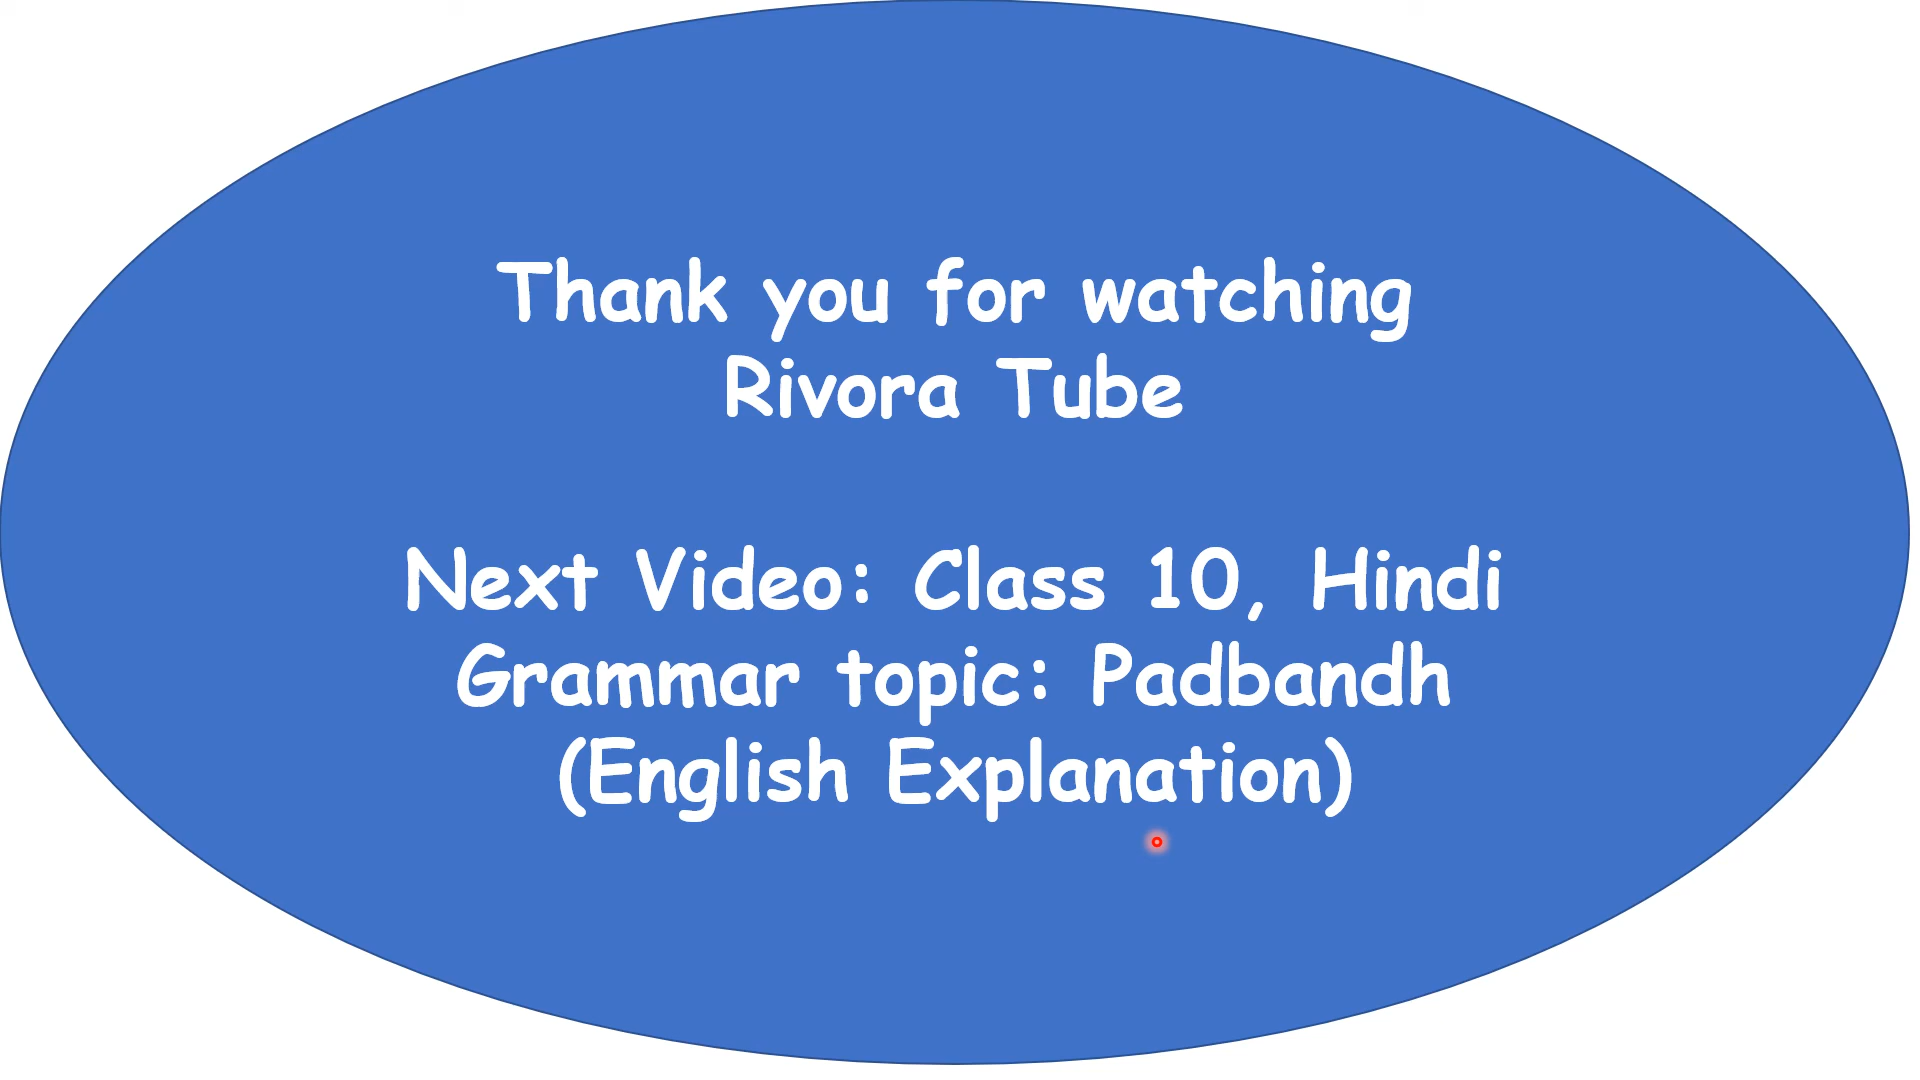 Thank you for watching
Rivora Tube
Next Video: Class 10, Hindi
Grammar topic: Padbandh
(English Explanation)